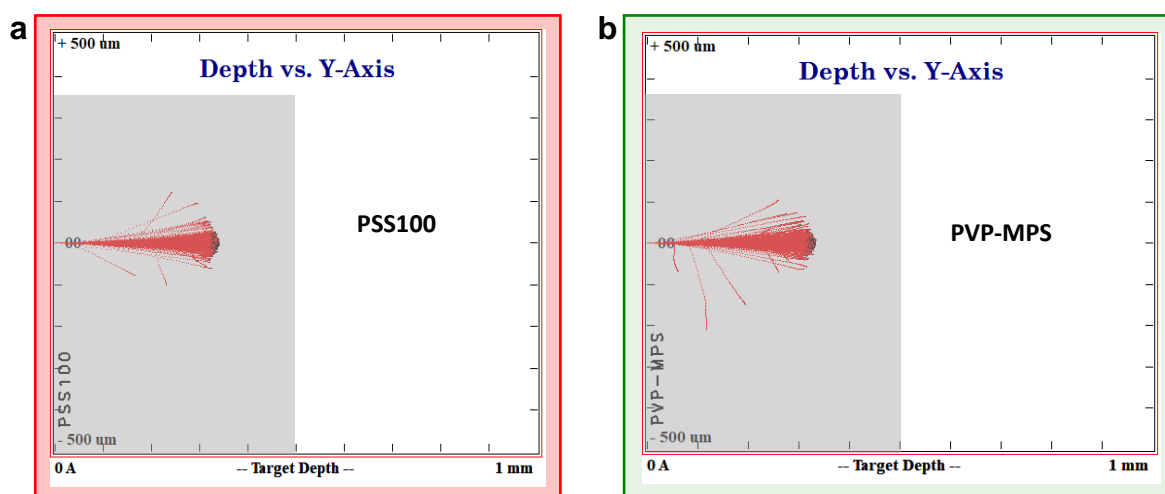 a
+ 500 um
Depth vs. Y-Axis
00
PSS100
PSS100
- 500 um
0 A
-- Target Depth --
1 mm
b
+ 500 um
Depth vs. Y-Axis
00
PVP-MPS
PVP-MPS
- 500 um
0 A
-- Target Depth --
1 mm